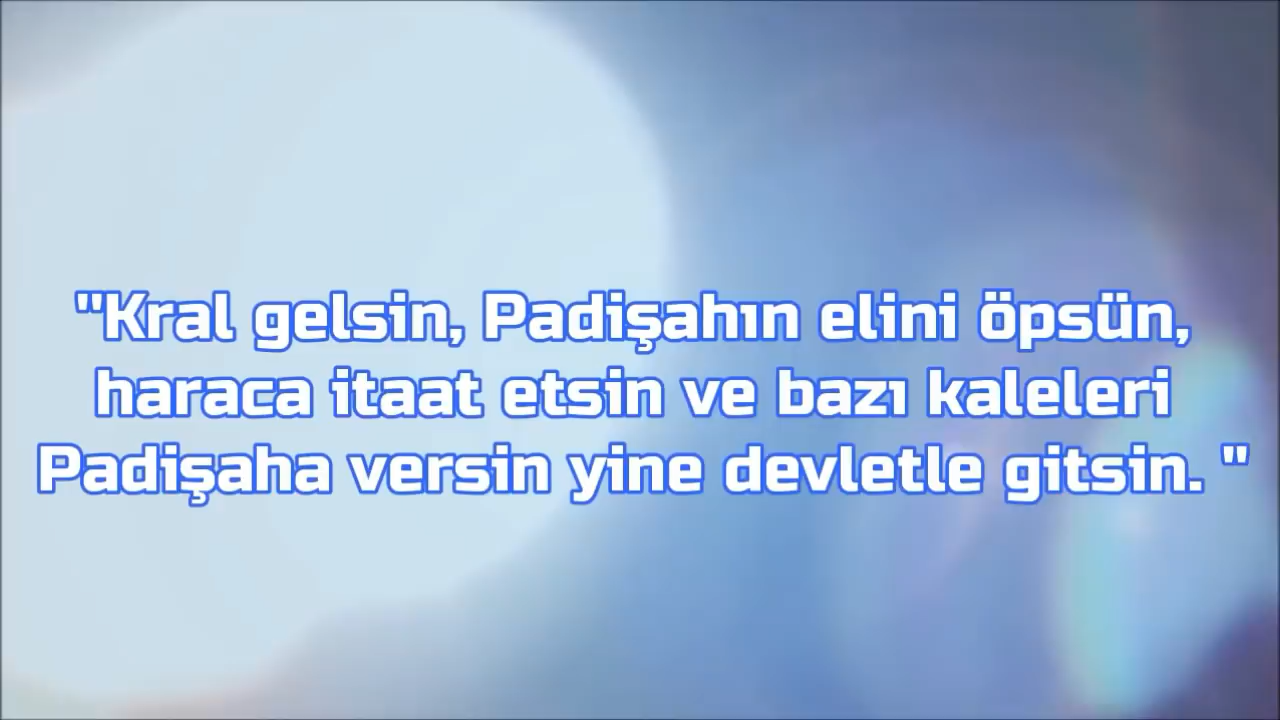 "Kral gelsin, Padişahın elini öpsün,
haraca itaat etsin ve bazı kaleleri
Padişaha versin yine devletle gitsin. "